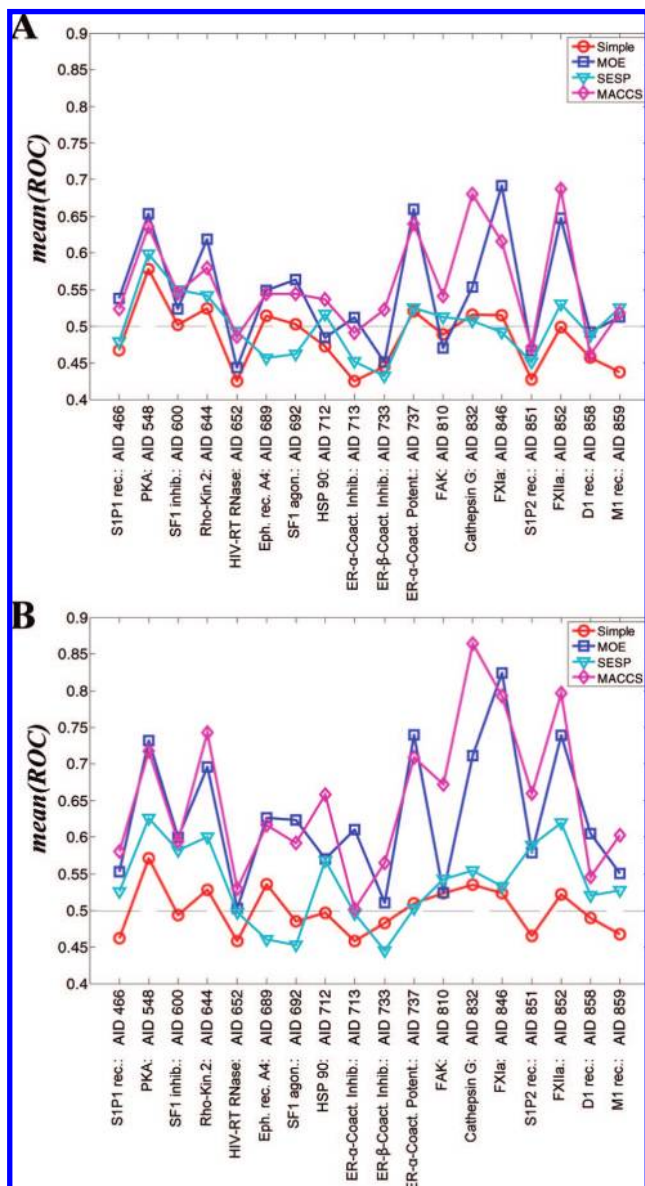 A
Simple
MOE
SESP
MACCS
mean(ROC)
0.9
0.85
0.8
0.75
0.7
0.65
0.6
0.55
0.5
0.45
0.4
S1P1 rec.: AID 466
PKA: AID 548
SF1 inhib.: AID 600
Rho-Kin.2: AID 644
HIV-RT RNase: AID 652
Eph. rec. A4: AID 689
SF1 agon.: AID 692
HSP 90: AID 712
ER-α-Coact. Inhib.: AID 713
ER-β-Coact. Inhib.: AID 733
ER-α-Coact. Potent.: AID 737
FAK: AID 810
Cathepsin G: AID 832
FXIa: AID 846
S1P2 rec.: AID 851
FXIIa.: AID 852
D1 rec.: AID 858
M1 rec.: AID 859
B
Simple
MOE
SESP
MACCS
mean(ROC)
0.9
0.85
0.8
0.75
0.7
0.65
0.6
0.55
0.5
0.45
0.4
S1P1 rec.: AID 466
PKA: AID 548
SF1 inhib.: AID 600
Rho-Kin.2: AID 644
HIV-RT RNase: AID 652
Eph. rec. A4: AID 689
SF1 agon.: AID 692
HSP 90: AID 712
ER-α-Coact. Inhib.: AID 713
ER-β-Coact. Inhib.: AID 733
ER-α-Coact. Potent.: AID 737
FAK: AID 810
Cathepsin G: AID 832
FXIa: AID 846
S1P2 rec.: AID 851
FXIIa.: AID 852
D1 rec.: AID 858
M1 rec.: AID 859